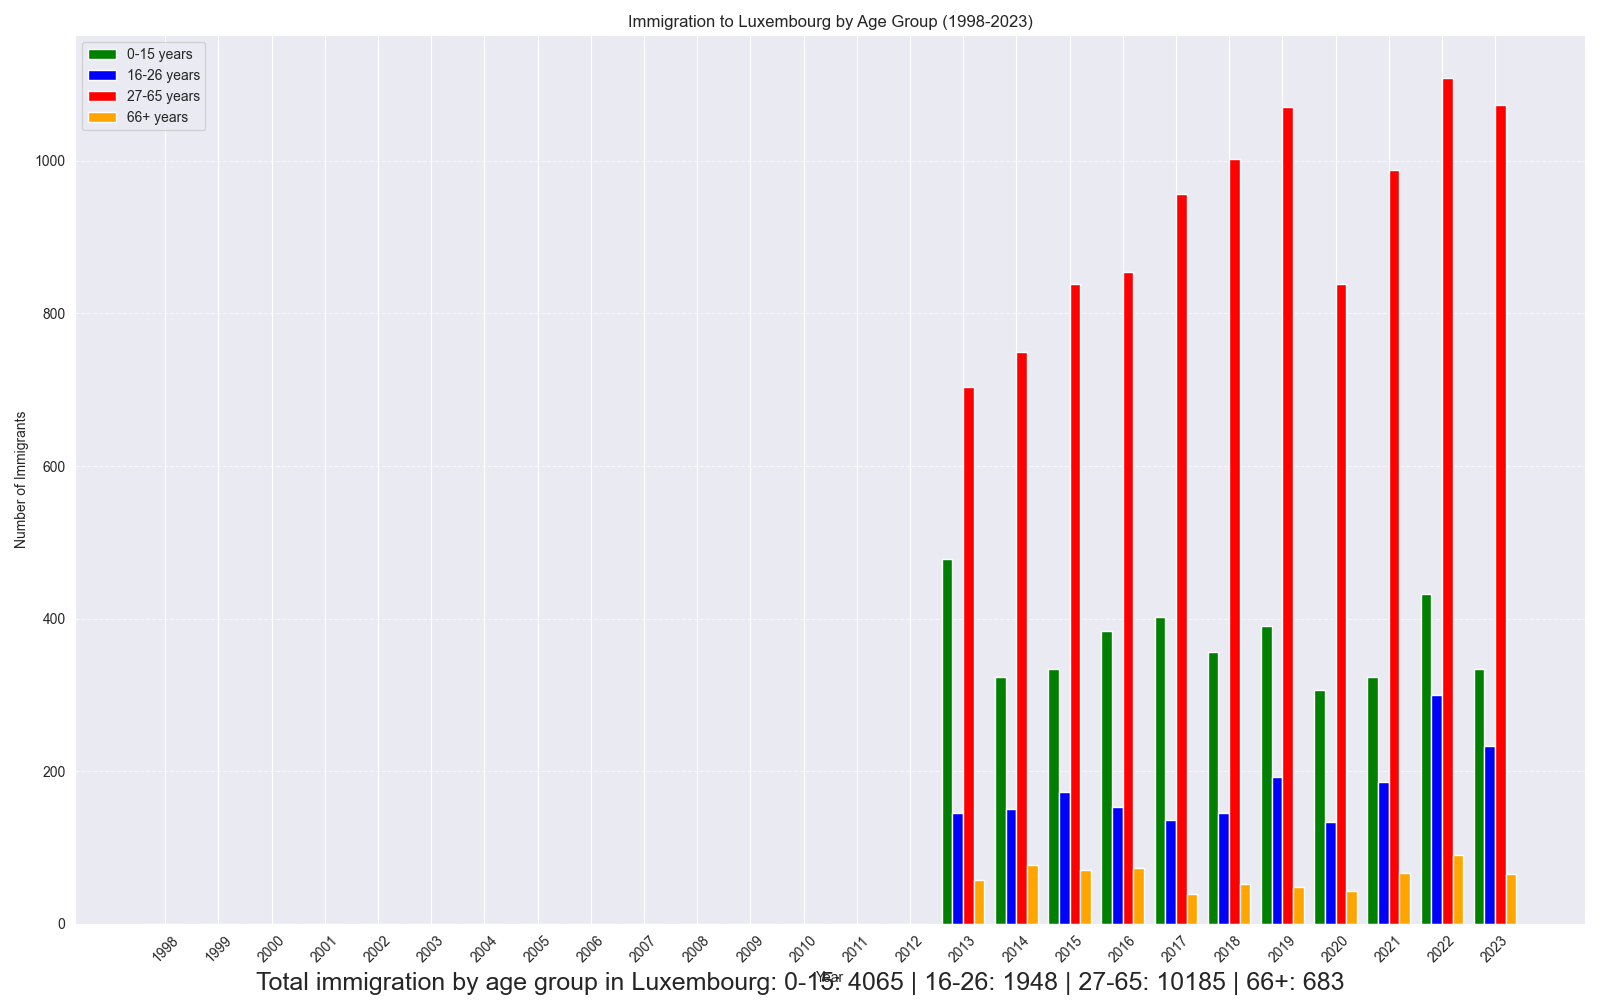 Immigration to Luxembourg by Age Group (1998-2023)
0-15 years
16-26 years
27-65 years
66+ years
1000
800
600
400
200
0
Number of Immigrants
1998 1999 2000 2001 2002 2003 2004 2005 2006 2007 2008 2009 2010 2011 2012 2013 2014 2015 2016 2017 2018 2019 2020 2021 2022 2023
Year
Total immigration by age group in Luxembourg: 0-15: 4065 | 16-26: 1948 | 27-65: 10185 | 66+: 683